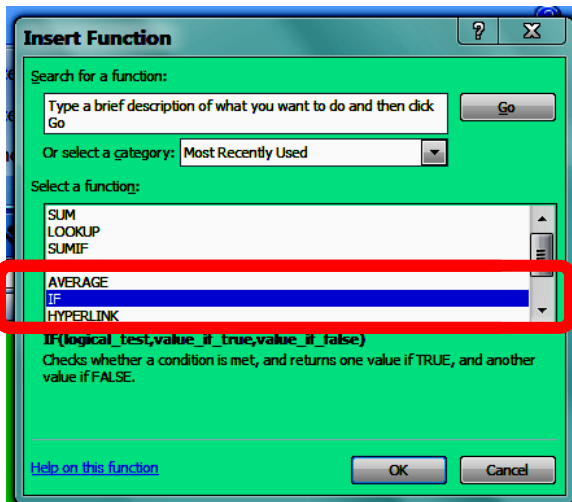 Insert Function
?
X
Search for a function:
Type a brief description of what you want to do and then click
Go
Go
Or select a category: Most Recently Used
Select a function:
SUM
LOOKUP
SUMIF
AVERAGE
IF
HYPERLINK
IF(logical_test,value_if_true,value_if_false)
Checks whether a condition is met, and returns one value if TRUE, and another
value if FALSE.
Help on this function
OK
Cancel